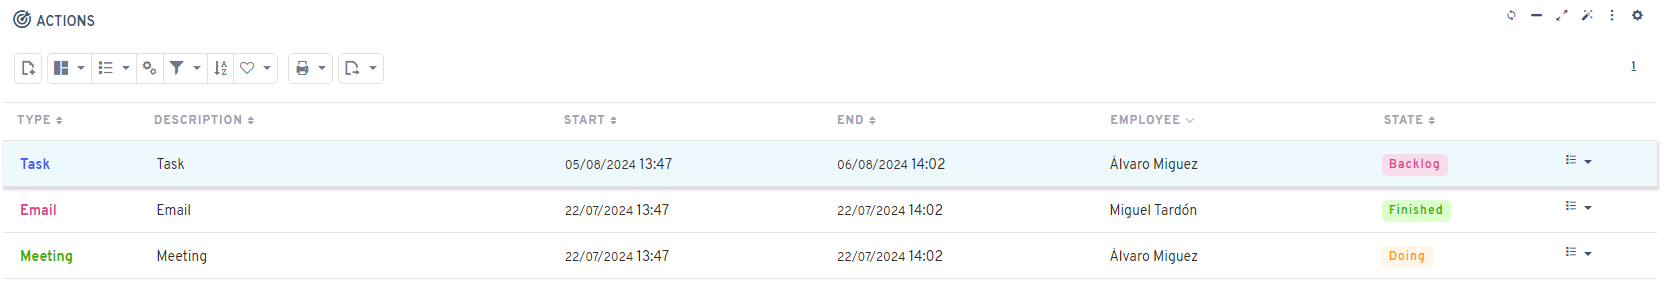 ACTIONS
1
TYPE DESCRIPTION START END EMPLOYEE STATE
Task Task 05/08/2024 13:47 06/08/2024 14:02 Álvaro Miguez Backlog
Email Email 22/07/2024 13:47 22/07/2024 14:02 Miguel Tardón Finished
Meeting Meeting 22/07/2024 13:47 22/07/2024 14:02 Álvaro Miguez Doing